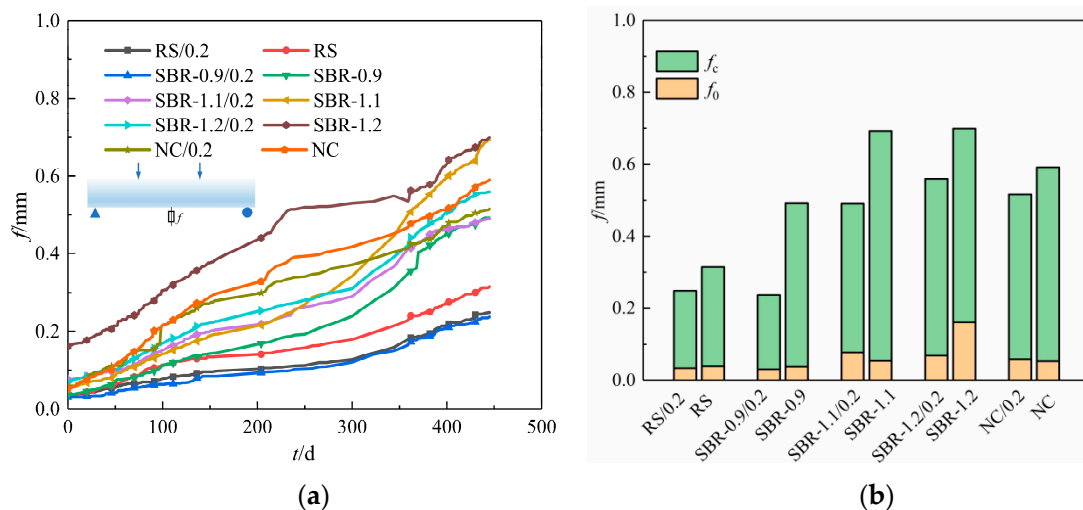 1.0
0.8
0.6
0.4
0.2
0.0
f/mm
RS/0.2 RS
SBR-0.9/0.2 SBR-0.9
SBR-1.1/0.2 SBR-1.1
SBR-1.2/0.2 SBR-1.2
NC/0.2 NC
f
0 100 200 300 400 500
t/d
(a)
1.0
0.8
0.6
0.4
0.2
0.0
f/mm
fc
f0
RS/0.2
RS
SBR-0.9/0.2
SBR-0.9
SBR-1.1/0.2
SBR-1.1
SBR-1.2/0.2
SBR-1.2
NC/0.2
NC
(b)